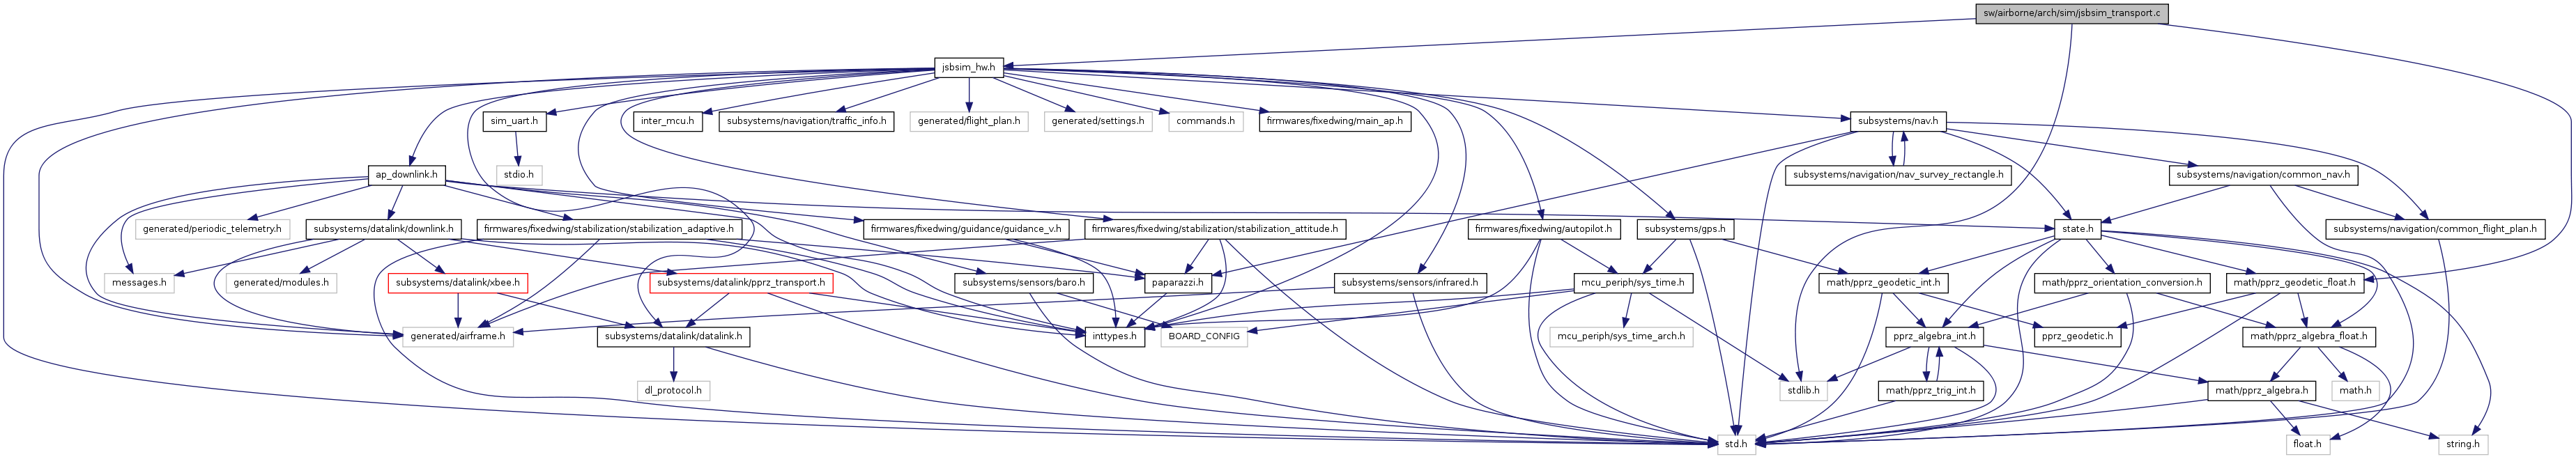 sw/airborne/arch/sim/jsbsim_transport.c
jsbsim_hw.h
sim_uart.h
inter_mcu.h
subsystems/navigation/traffic_info.h
generated/flight_plan.h
generated/settings.h
commands.h
firmwares/fixedwing/main_ap.h
subsystems/nav.h
ap_downlink.h
stdio.h
subsystems/navigation/nav_survey_rectangle.h
subsystems/navigation/common_nav.h
generated/periodic_telemetry.h
subsystems/datalink/downlink.h
firmwares/fixedwing/stabilization/stabilization_adaptive.h
firmwares/fixedwing/guidance/guidance_v.h
firmwares/fixedwing/stabilization/stabilization_attitude.h
firmwares/fixedwing/autopilot.h
subsystems/gps.h
state.h
subsystems/navigation/common_flight_plan.h
messages.h
generated/modules.h
subsystems/datalink/xbee.h
subsystems/datalink/pprz_transport.h
subsystems/sensors/baro.h
paparazzi.h
subsystems/sensors/infrared.h
mcu_periph/sys_time.h
math/pprz_geodetic_int.h
math/pprz_orientation_conversion.h
math/pprz_geodetic_float.h
generated/airframe.h
subsystems/datalink/datalink.h
inttypes.h
BOARD_CONFIG
mcu_periph/sys_time_arch.h
pprz_algebra_int.h
pprz_geodetic.h
math/pprz_algebra_float.h
dl_protocol.h
stdlib.h
math/pprz_trig_int.h
math/pprz_algebra.h
math.h
std.h
float.h
string.h